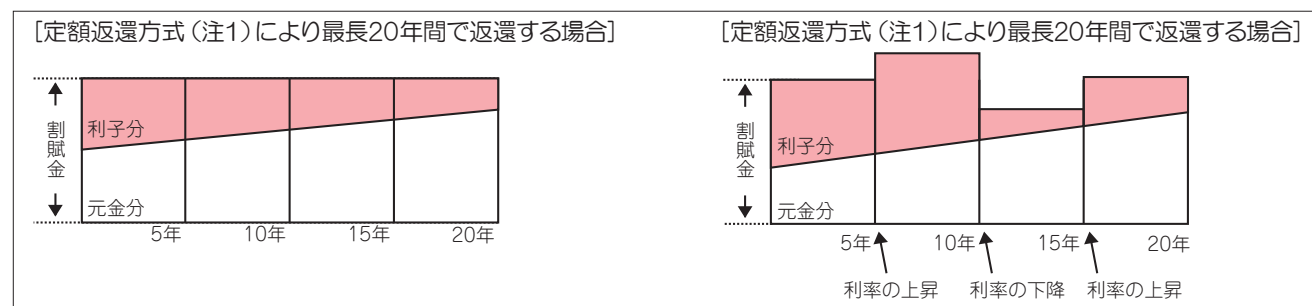 [定額返還方式（注1）により最長20年間で返還する場合]
割賦金
利子分
元金分
5年 10年 15年 20年
[定額返還方式（注1）により最長20年間で返還する場合]
割賦金
利子分
元金分
5年 10年 15年 20年
利率の上昇 利率の下降 利率の上昇